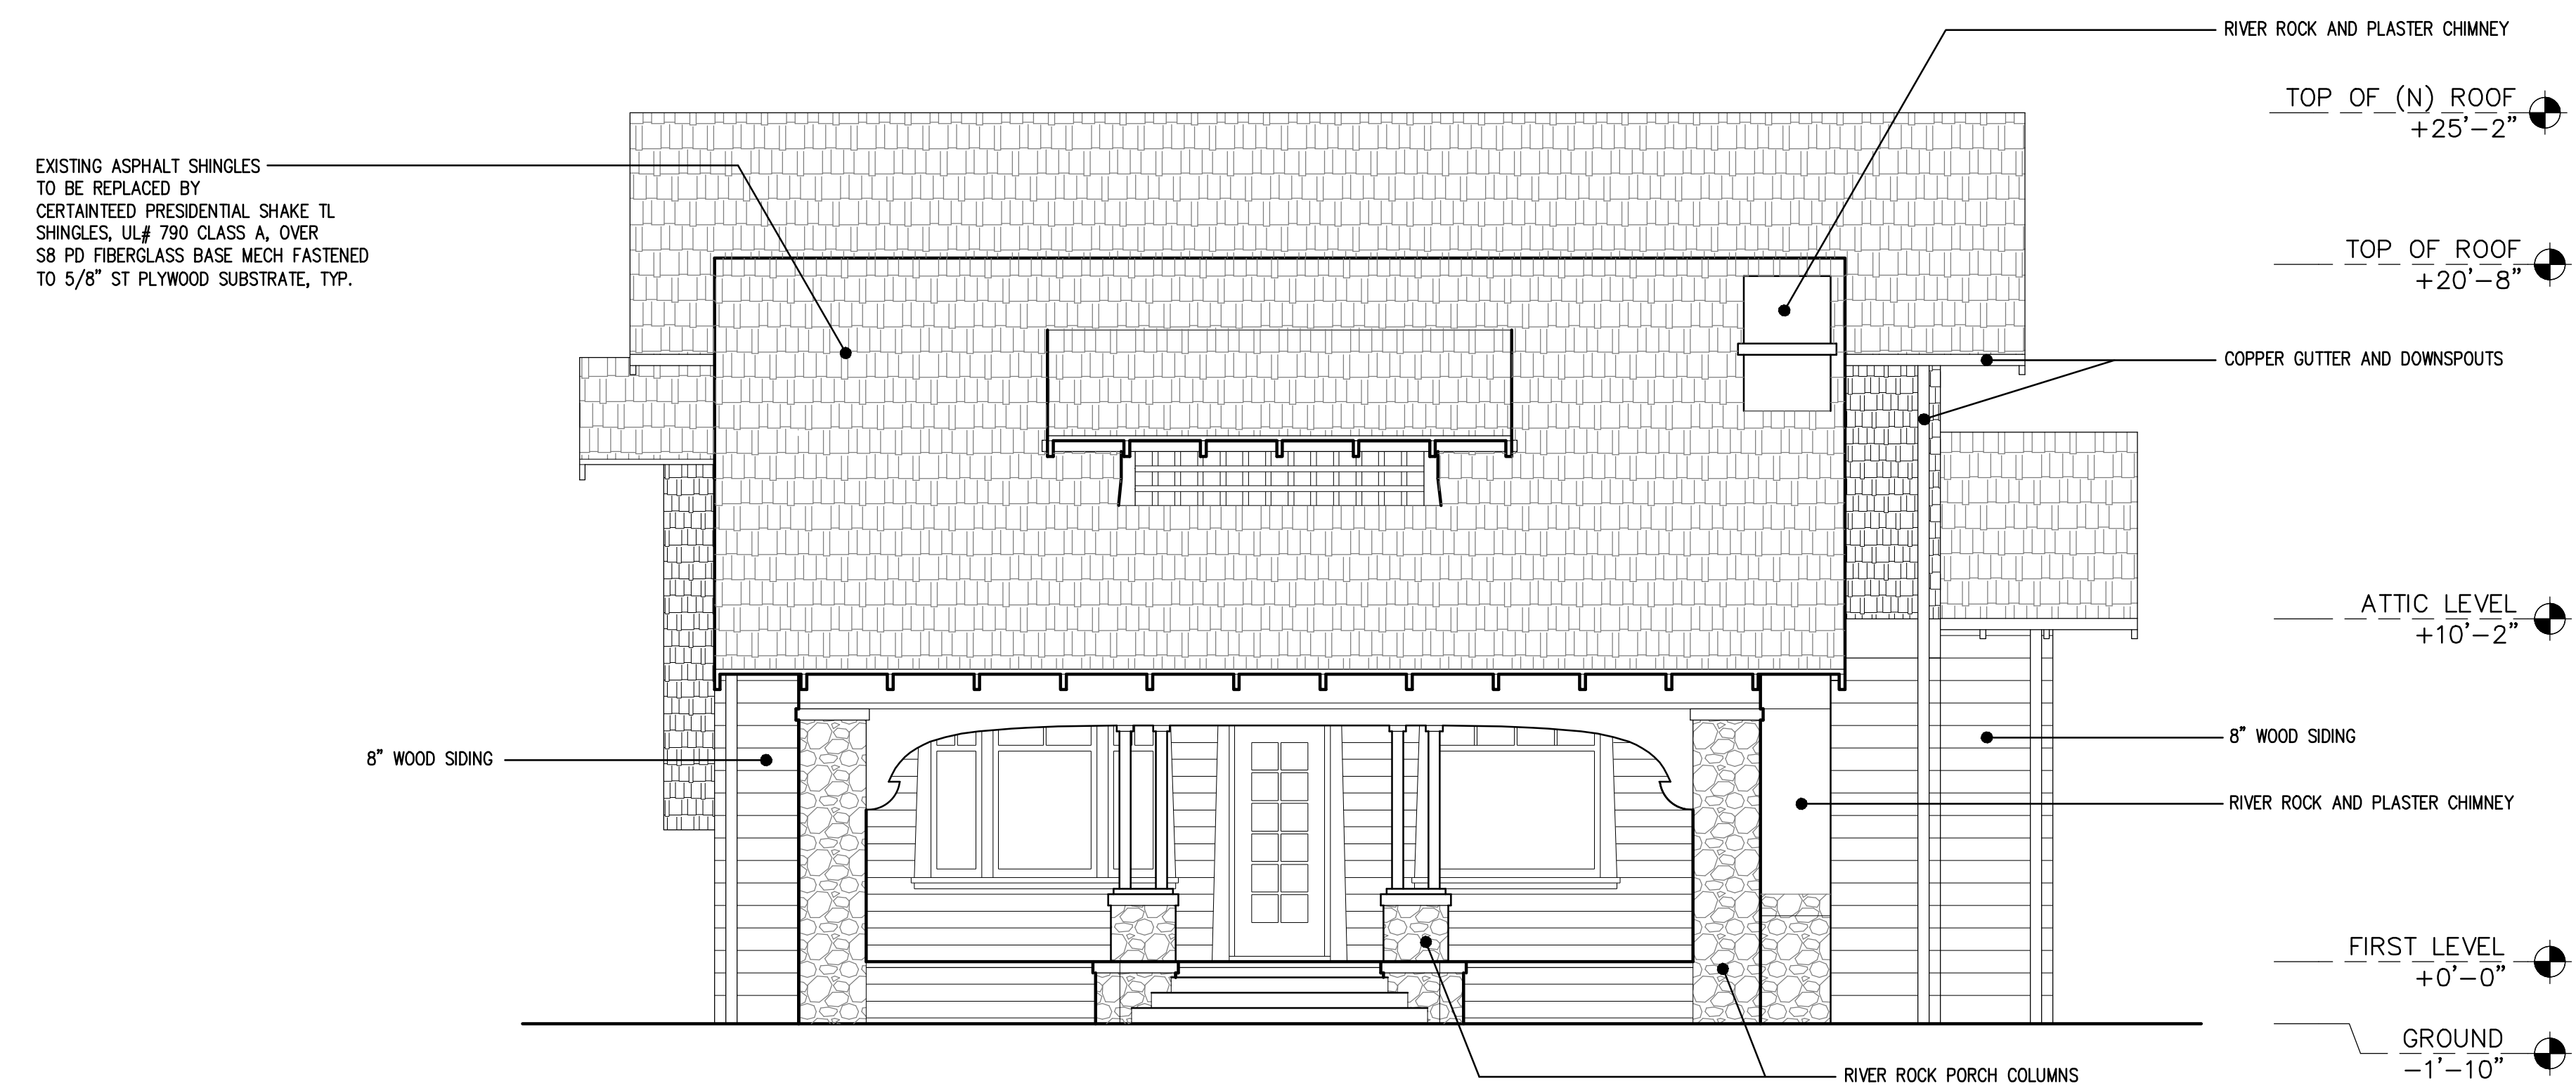 RIVER ROCK AND PLASTER CHIMNEY
TOP OF (N) ROOF
+25'-2"
EXISTING ASPHALT SHINGLES
TO BE REPLACED BY
CERTAINTEED PRESIDENTIAL SHAKE TL
SHINGLES, UL# 790 CLASS A, OVER
S8 PD FIBERGLASS BASE MECH FASTENED
TO 5/8" ST PLYWOOD SUBSTRATE, TYP.
TOP OF ROOF
+20'-8"
COPPER GUTTER AND DOWNSPOUTS
ATTIC LEVEL
+10'-2"
8" WOOD SIDING
8" WOOD SIDING
RIVER ROCK AND PLASTER CHIMNEY
FIRST LEVEL
+0'-0"
GROUND
-1'-10"
RIVER ROCK PORCH COLUMNS